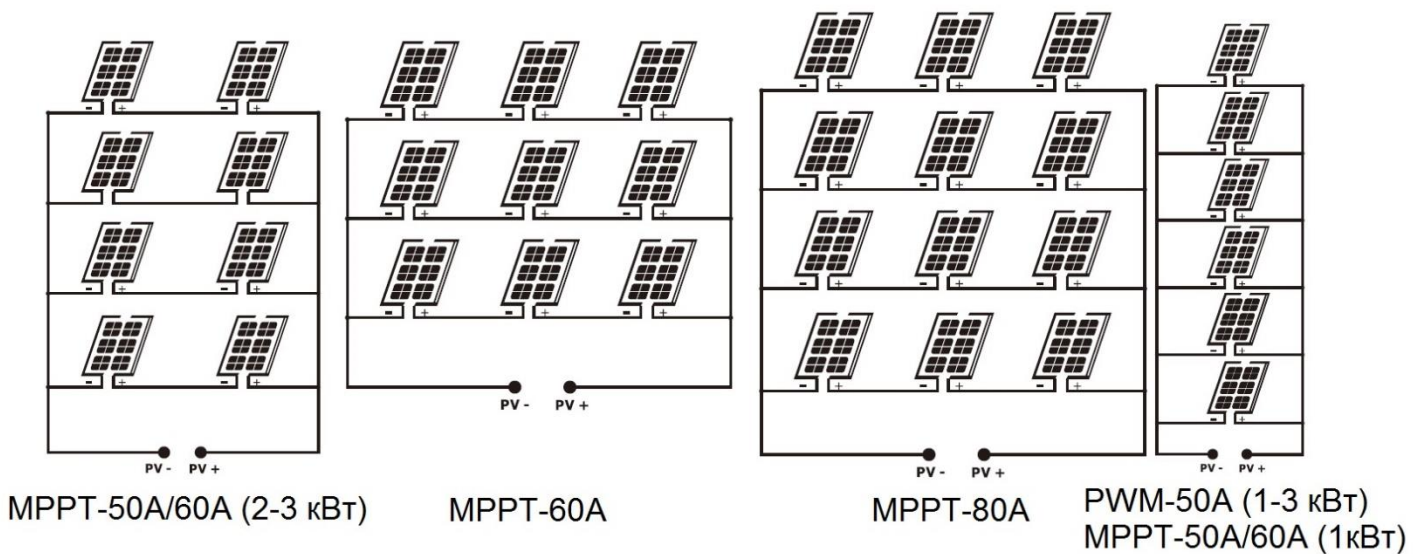 PV - PV +
MPPT-50A/60A (2-3 кВт)
PV - PV +
MPPT-60A
PV - PV +
MPPT-80A
PV - PV +
PWM-50A (1-3 кВт)
MPPT-50A/60A (1кВт)